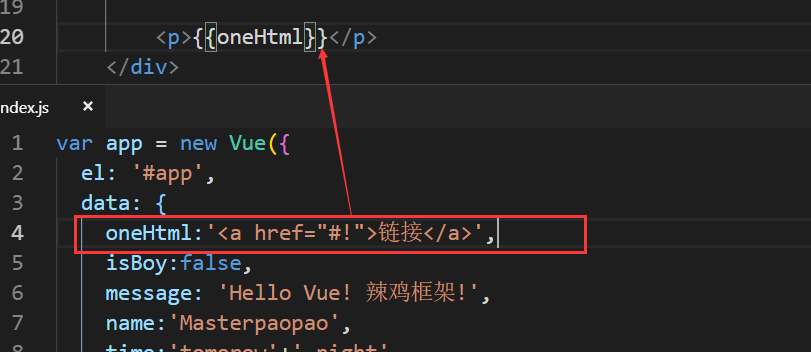 19
20 <p>{{oneHtml}}</p>
21 </div>
ndex.js ×
1 var app = new Vue({
2 el: '#app',
3 data: {
4 oneHtml:'<a href="#!">链接</a>',
5 isBoy:false,
6 message: 'Hello Vue! 辣鸡框架!',
7 name:'Masterpaopao',